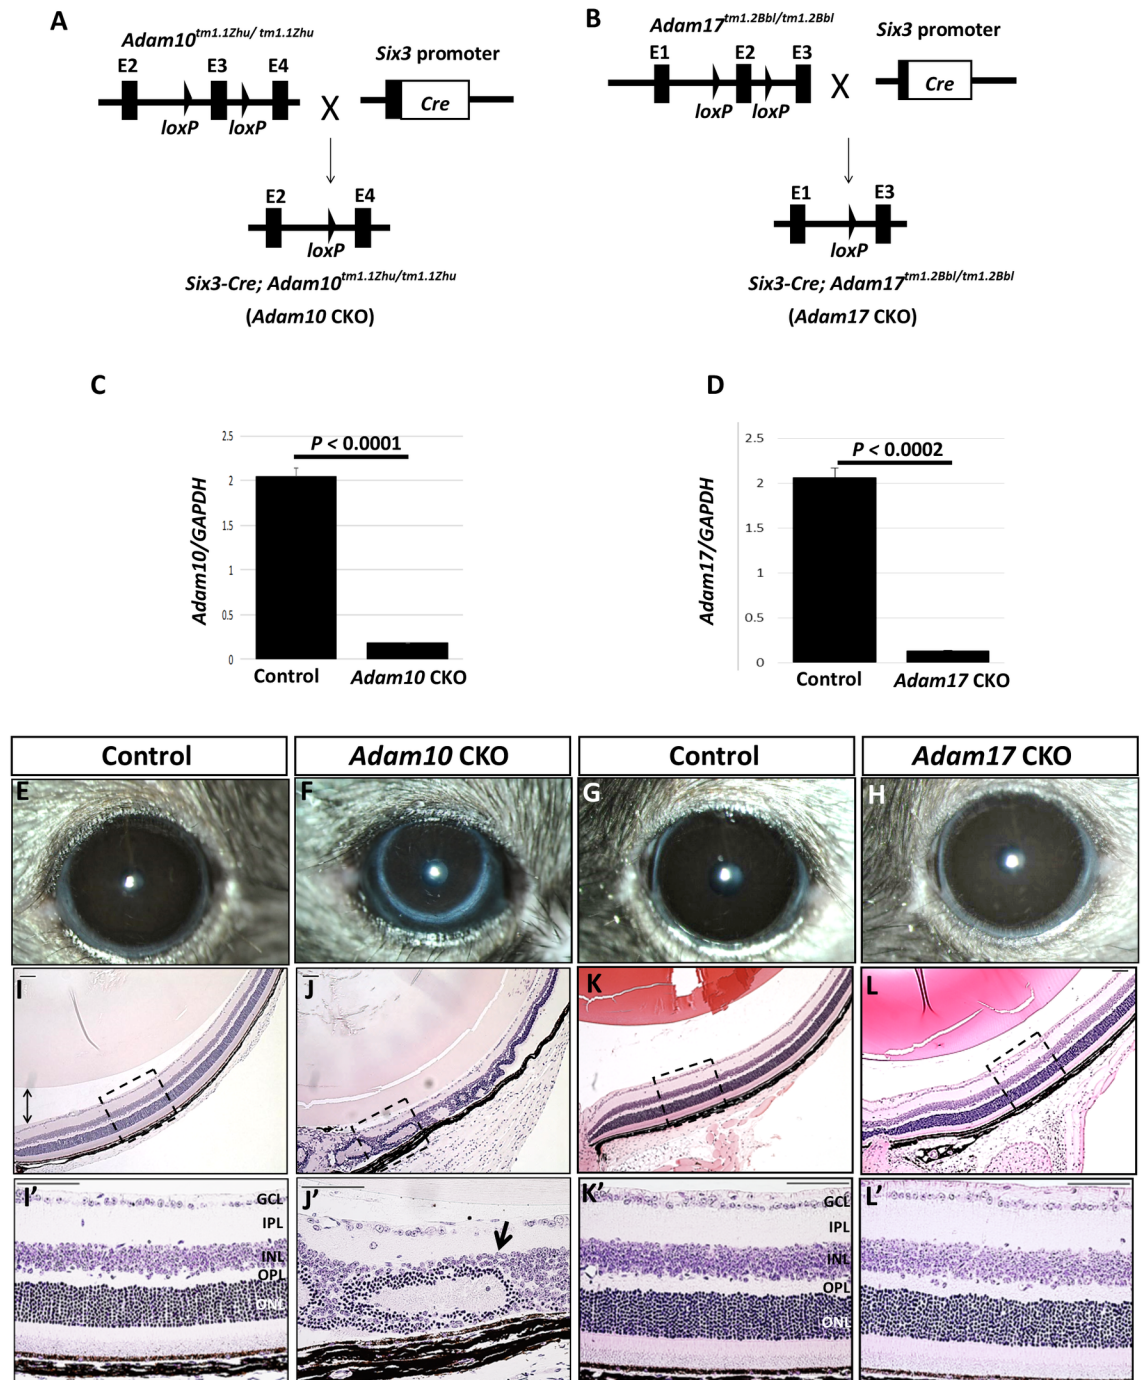 A
B
Adam10tm1.1Zhu/ tm1.1Zhu
Adam17tm1.2Bbl/tm1.2Bbl
Six3 promoter
Six3 promoter
E2 E3 E4
E1 E2 E3
Cre
Cre
loxP loxP
X
loxP loxP
X
E2 E4
E1 E3
loxP
loxP
Six3-Cre; Adam10tm1.1Zhu/tm1.1Zhu
Six3-Cre; Adam17tm1.2Bbl/tm1.2Bbl
(Adam10 CKO)
(Adam17 CKO)
C
Adam10/GAPDH
2.5
2
1.5
1
0.5
0
P < 0.0001
Control
Adam10 CKO
D
Adam17/GAPDH
2.5
2
1.5
1
0.5
0
P < 0.0002
Control
Adam17 CKO
Control
Adam10 CKO
Control
Adam17 CKO
E
F
G
H
I
J
K
L
I’
GCL
IPL
INL
OPL
ONL
J’
K’
GCL
IPL
INL
OPL
ONL
L’